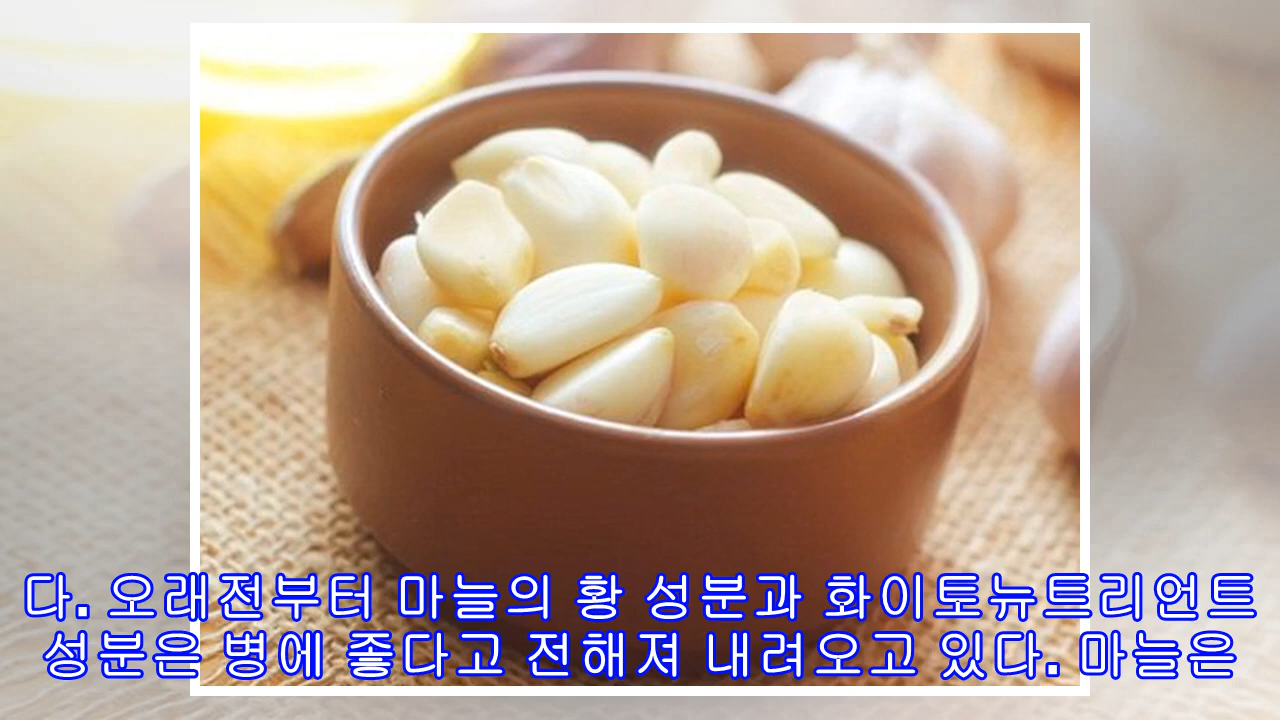 다. 오래전부터 마늘의 황 성분과 화이토뉴트리언트
성분은 병에 좋다고 전해져 내려오고 있다. 마늘은